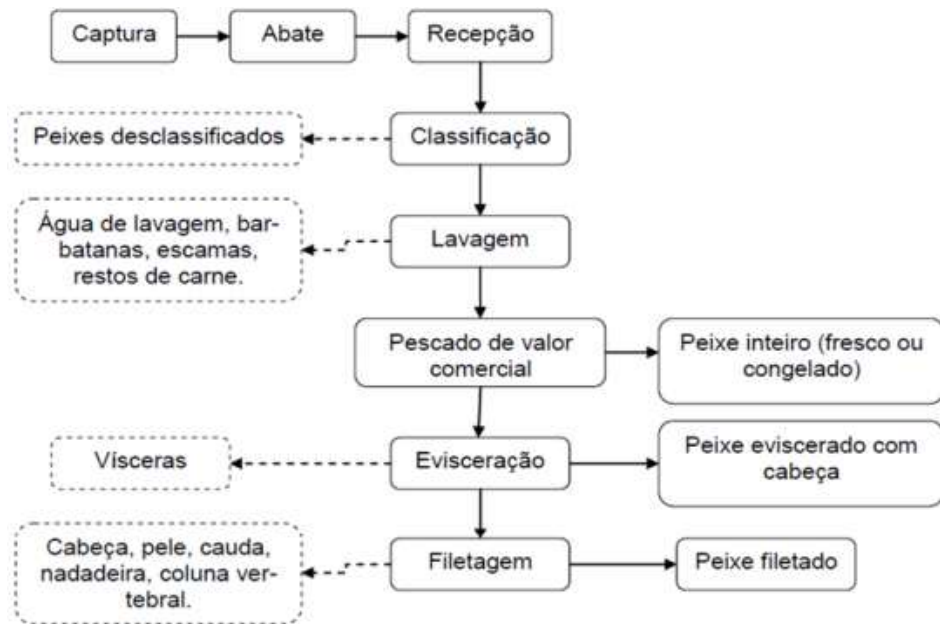 Captura
Abate
Recepção
Peixes desclassificados
Classificação
Água de lavagem, bar-
batanas, escamas,
restos de carne.
Lavagem
Pescado de valor
comercial
Peixe inteiro (fresco ou
congelado)
Vísceras
Evisceração
Peixe eviscerado com
cabeça
Cabeça, pele, cauda,
nadadeira, coluna ver-
tebral.
Filetagem
Peixe filetado